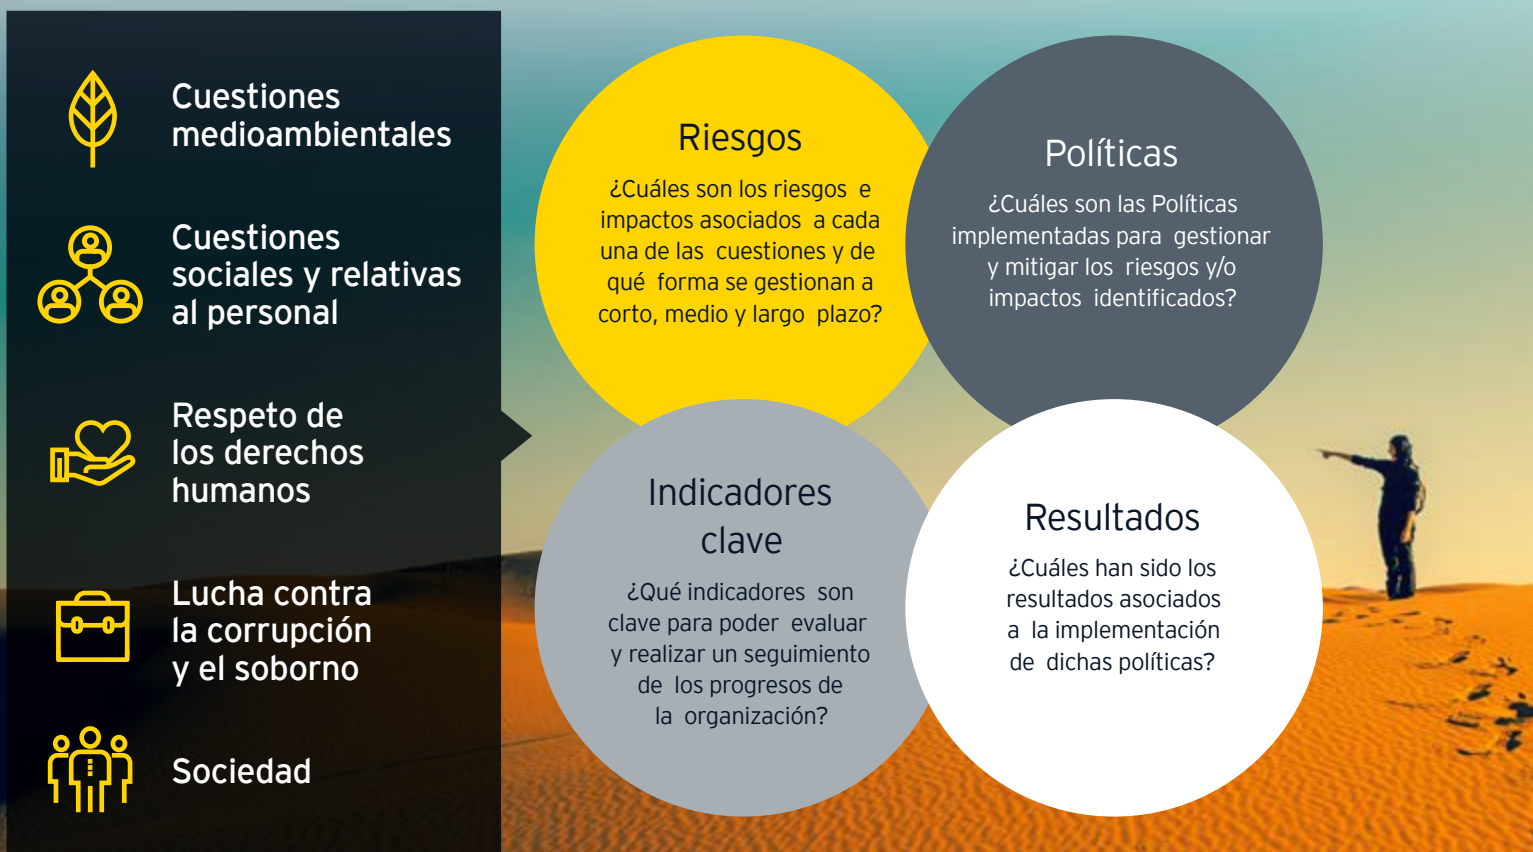 Cuestiones
medioambientales
Cuestiones
sociales y relativas
al personal
Respeto de
los derechos
humanos
Lucha contra
la corrupción
y el soborno
Sociedad
Riesgos
¿Cuáles son los riesgos e
impactos asociados a cada
una de las cuestiones y de
qué forma se gestionan a
corto, medio y largo plazo?
Políticas
¿Cuáles son las Políticas
implementadas para gestionar
y mitigar los riesgos y/o
impactos identificados?
Indicadores
clave
¿Qué indicadores son
clave para poder evaluar
y realizar un seguimiento
de los progresos de
la organización?
Resultados
¿Cuáles han sido los
resultados asociados
a la implementación
de dichas políticas?